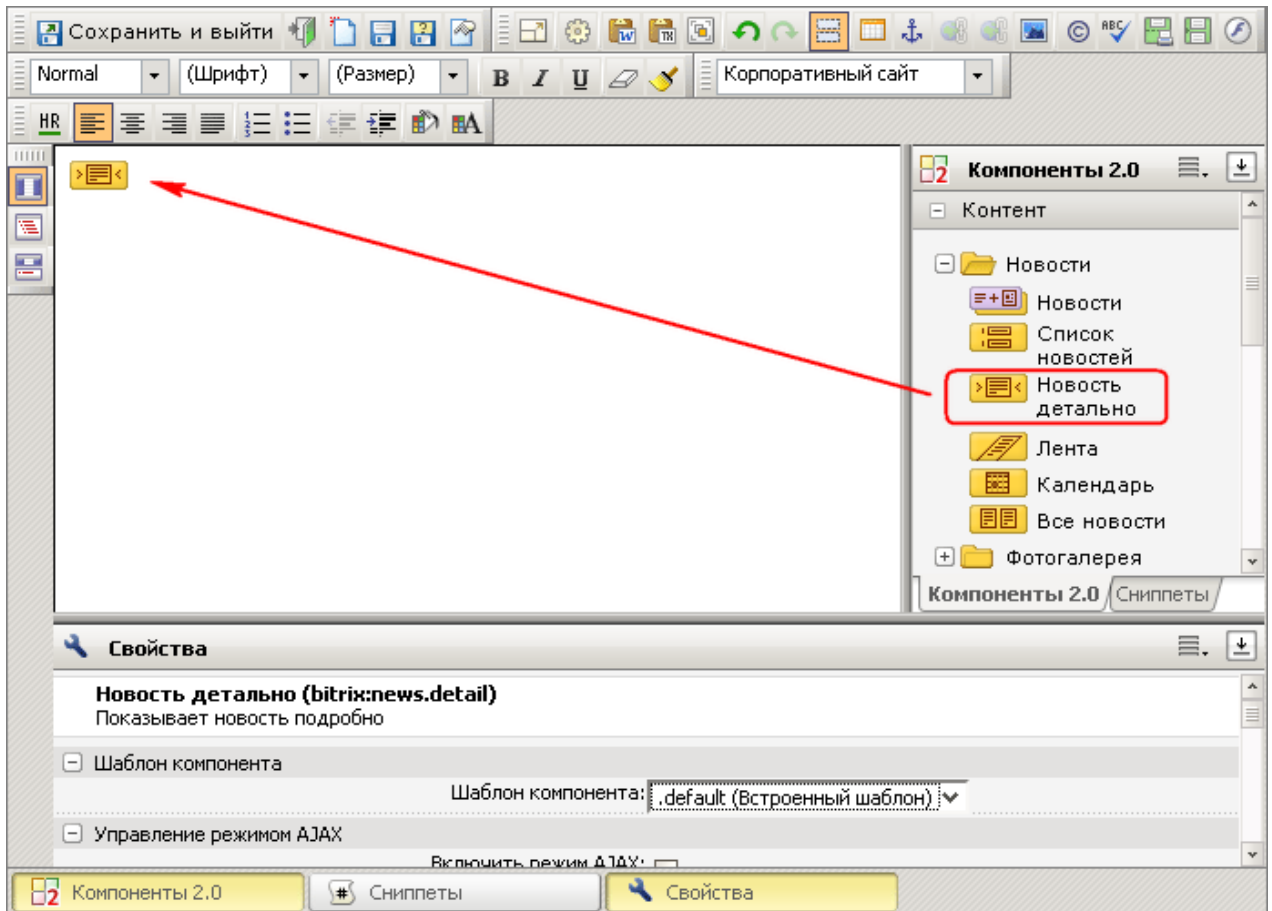 Сохранить и выйти
Normal (Шрифт) (Размер) B I U Корпоративный сайт
HR
Компоненты 2.0
Контент
Новости
Новости
Список
новостей
Новость
детально
Лента
Календарь
Все новости
Фотогалерея
Компоненты 2.0 Сниппеты
Свойства
Новость детально (bitrix:news.detail)
Показывает новость подробно
Шаблон компонента
Шаблон компонента: .default (Встроенный шаблон)
Управление режимом AJAX
Включить режим AJAX:
Компоненты 2.0 Сниппеты Свойства